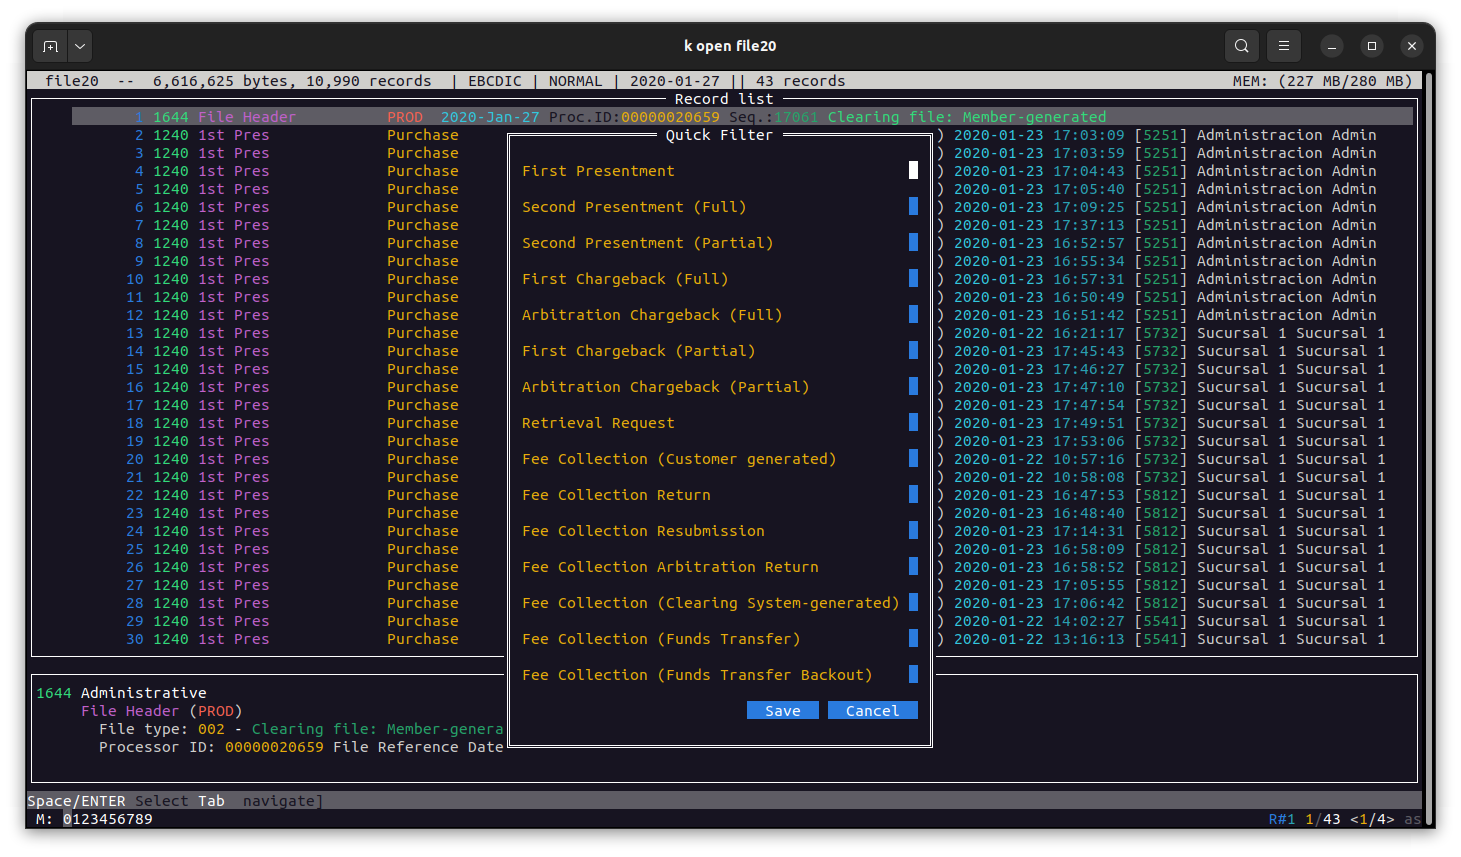 k open file20
file20 -- 6,616,625 bytes, 10,990 records | EBCDIC | NORMAL | 2020-01-27 || 43 records MEM: (227 MB/280 MB)
Record list
1 1644 File Header PROD 2020-Jan-27 Proc.ID:00000020659 Seq.:17061 Clearing file: Member-generated
Quick Filter
2 1240 1st Pres Purchase ) 2020-01-23 17:03:09 [5251] Administracion Admin
3 1240 1st Pres Purchase ) 2020-01-23 17:03:59 [5251] Administracion Admin
4 1240 1st Pres Purchase First Presentment ) 2020-01-23 17:04:43 [5251] Administracion Admin
5 1240 1st Pres Purchase ) 2020-01-23 17:05:40 [5251] Administracion Admin
6 1240 1st Pres Purchase Second Presentment (Full) ) 2020-01-23 17:09:25 [5251] Administracion Admin
7 1240 1st Pres Purchase ) 2020-01-23 17:37:13 [5251] Administracion Admin
8 1240 1st Pres Purchase Second Presentment (Partial) ) 2020-01-23 16:52:57 [5251] Administracion Admin
9 1240 1st Pres Purchase ) 2020-01-23 16:55:34 [5251] Administracion Admin
10 1240 1st Pres Purchase First Chargeback (Full) ) 2020-01-23 16:57:31 [5251] Administracion Admin
11 1240 1st Pres Purchase ) 2020-01-23 16:50:49 [5251] Administracion Admin
12 1240 1st Pres Purchase Arbitration Chargeback (Full) ) 2020-01-23 16:51:42 [5251] Administracion Admin
13 1240 1st Pres Purchase ) 2020-01-22 16:21:17 [5732] Sucursal 1 Sucursal 1
14 1240 1st Pres Purchase First Chargeback (Partial) ) 2020-01-23 17:45:43 [5732] Sucursal 1 Sucursal 1
15 1240 1st Pres Purchase ) 2020-01-23 17:46:27 [5732] Sucursal 1 Sucursal 1
16 1240 1st Pres Purchase Arbitration Chargeback (Partial) ) 2020-01-23 17:47:10 [5732] Sucursal 1 Sucursal 1
17 1240 1st Pres Purchase ) 2020-01-23 17:47:54 [5732] Sucursal 1 Sucursal 1
18 1240 1st Pres Purchase Retrieval Request ) 2020-01-23 17:49:51 [5732] Sucursal 1 Sucursal 1
19 1240 1st Pres Purchase ) 2020-01-23 17:53:06 [5732] Sucursal 1 Sucursal 1
20 1240 1st Pres Purchase Fee Collection (Customer generated) ) 2020-01-22 10:57:16 [5732] Sucursal 1 Sucursal 1
21 1240 1st Pres Purchase ) 2020-01-22 10:58:08 [5732] Sucursal 1 Sucursal 1
22 1240 1st Pres Purchase Fee Collection Return ) 2020-01-23 16:47:53 [5812] Sucursal 1 Sucursal 1
23 1240 1st Pres Purchase ) 2020-01-23 16:48:40 [5812] Sucursal 1 Sucursal 1
24 1240 1st Pres Purchase Fee Collection Resubmission ) 2020-01-23 17:14:31 [5812] Sucursal 1 Sucursal 1
25 1240 1st Pres Purchase ) 2020-01-23 16:58:09 [5812] Sucursal 1 Sucursal 1
26 1240 1st Pres Purchase Fee Collection Arbitration Return ) 2020-01-23 16:58:52 [5812] Sucursal 1 Sucursal 1
27 1240 1st Pres Purchase ) 2020-01-23 17:05:55 [5812] Sucursal 1 Sucursal 1
28 1240 1st Pres Purchase Fee Collection (Clearing System-generated) ) 2020-01-23 17:06:42 [5812] Sucursal 1 Sucursal 1
29 1240 1st Pres Purchase ) 2020-01-22 14:02:27 [5541] Sucursal 1 Sucursal 1
30 1240 1st Pres Purchase Fee Collection (Funds Transfer) ) 2020-01-22 13:16:13 [5541] Sucursal 1 Sucursal 1
Fee Collection (Funds Transfer Backout)
1644 Administrative
File Header (PROD) Save Cancel
File type: 002 - Clearing file: Member-genera
Processor ID: 00000020659 File Reference Date
Space/ENTER Select Tab navigate]
M: 0123456789 R#1 1/43 <1/4> as